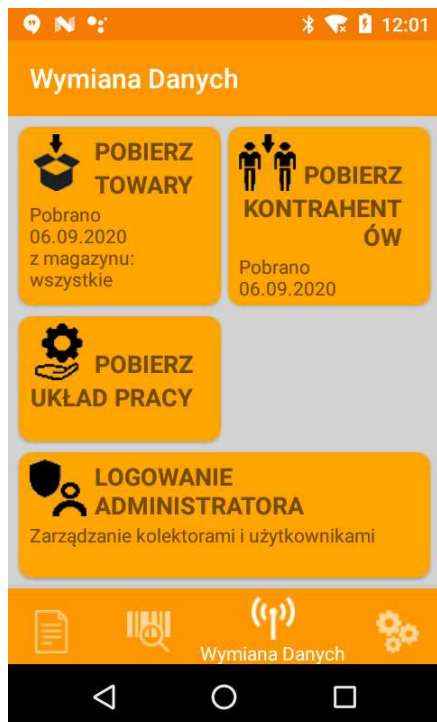 12:01
Wymiana Danych
POBIERZ
TOWARY
Pobrano
06.09.2020
z magazynu:
wszystkie
POBIERZ
KONTRAHENT
ÓW
Pobrano
06.09.2020
POBIERZ
UKŁAD PRACY
LOGOWANIE
ADMINISTRATORA
Zarządzanie kolektorami i użytkownikami
Wymiana Danych